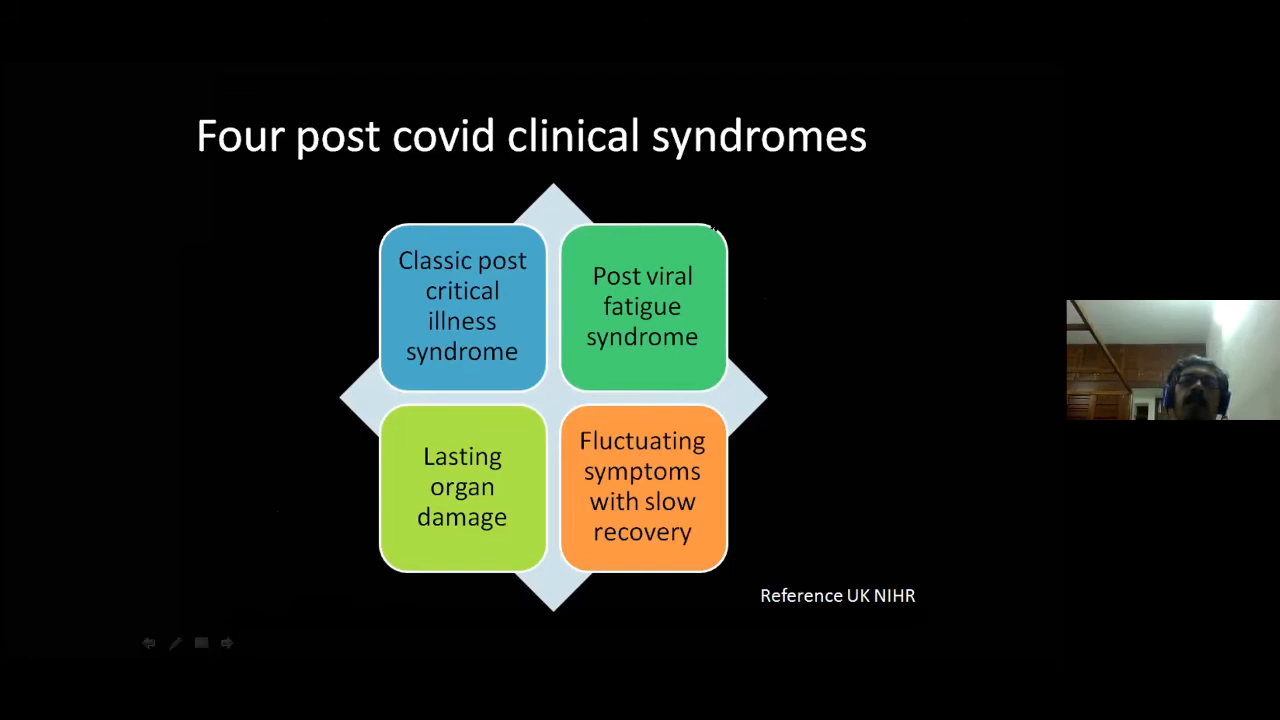 Four post covid clinical syndromes
Classic post
critical
illness
syndrome
Post viral
fatigue
syndrome
Lasting
organ
damage
Fluctuating
symptoms
with slow
recovery
Reference UK NIHR